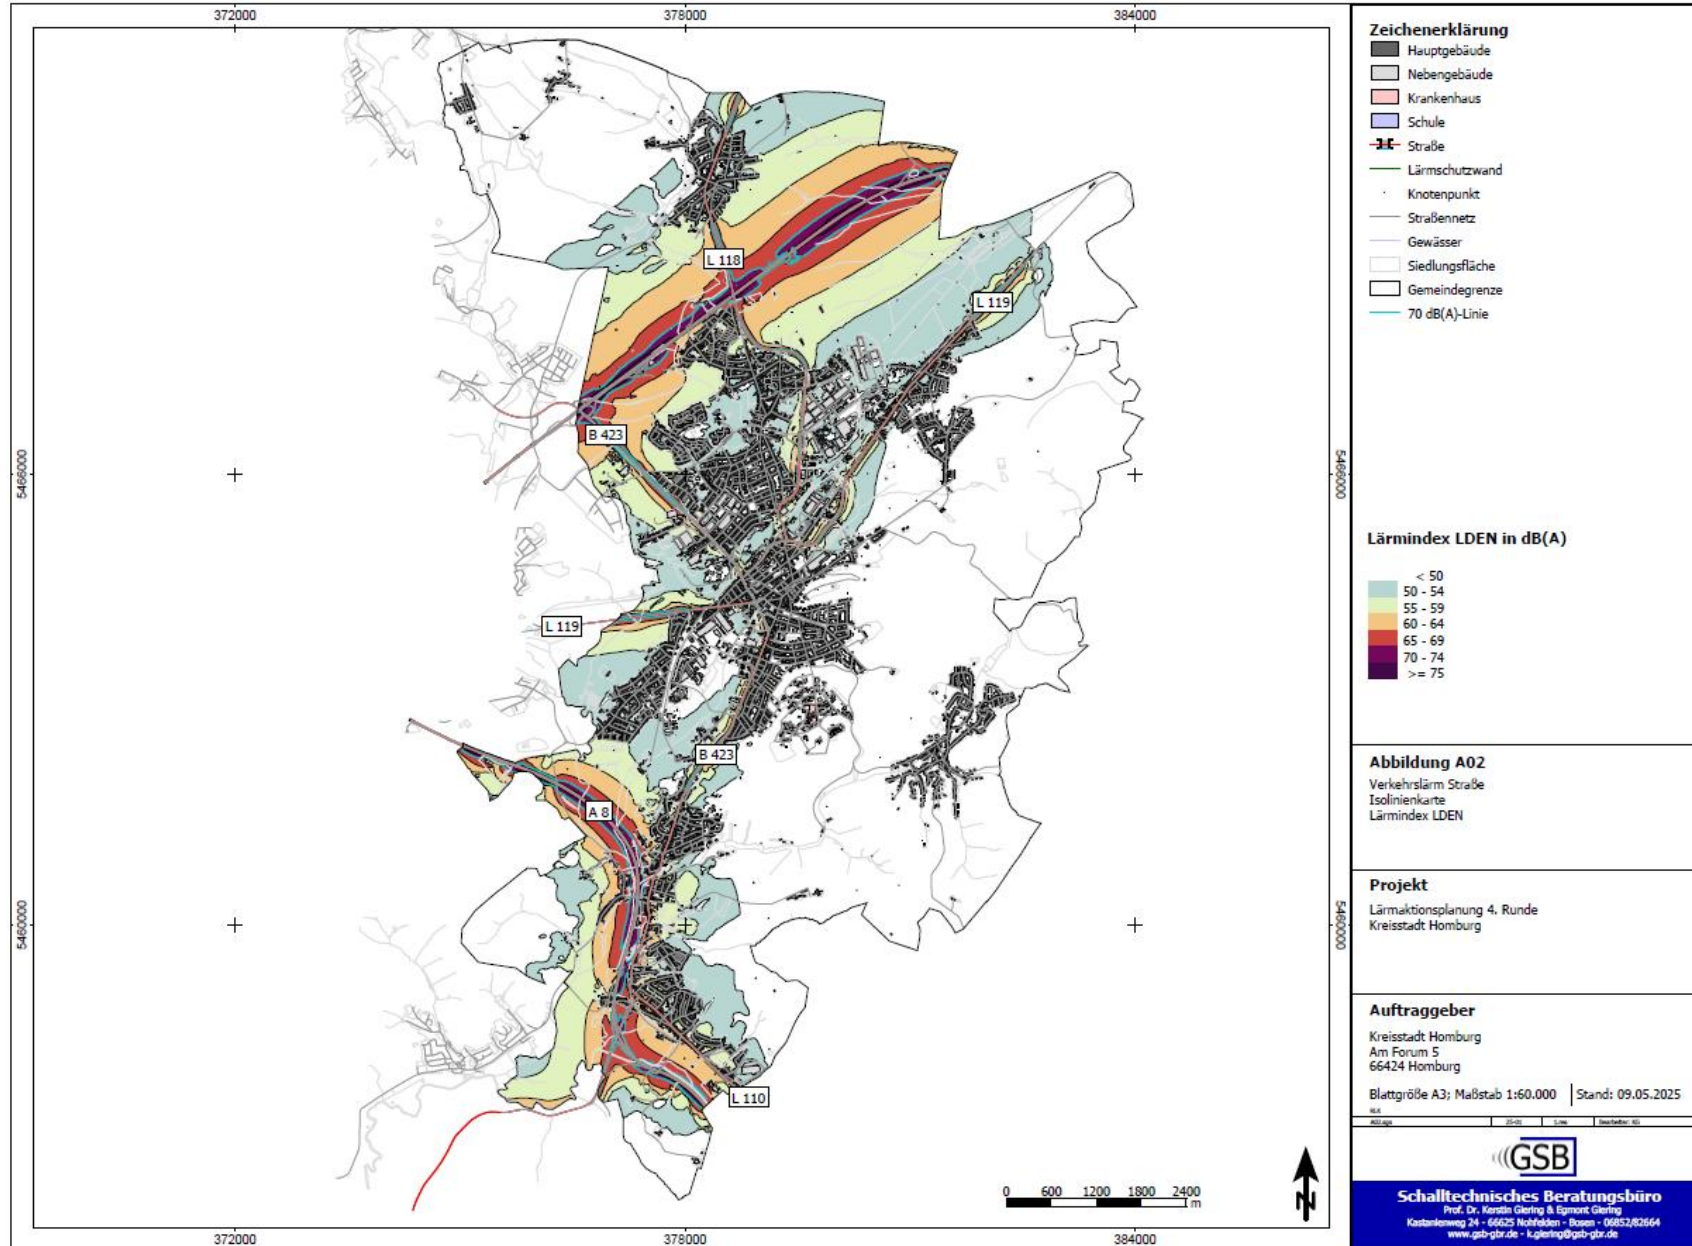 372000
378000
384000
5466000
5466000
5460000
5460000
L 118
L 119
B 423
L 119
B 423
A 8
L 110
0 600 1200 1800 2400
m
N
372000
378000
384000
Zeichenerklärung
Hauptgebäude
Nebengebäude
Krankenhaus
Schule
Straße
Lärmschutzwand
Knotenpunkt
Straßennetz
Gewässer
Siedlungsfläche
Gemeindegrenze
70 dB(A)-Linie
Lärmindex LDEN in dB(A)
< 50
50 - 54
55 - 59
60 - 64
65 - 69
70 - 74
>= 75
Abbildung A02
Verkehrslärm Straße
Isolinienkarte
Lärmindex LDEN
Projekt
Lärmaktionsplanung 4. Runde
Kreisstadt Homburg
Auftraggeber
Kreisstadt Homburg
Am Forum 5
66424 Homburg
Blattgröße A3; Maßstab 1:60.000 Stand: 09.05.2025
GSB
Schalltechnisches Beratungsbüro
Prof. Dr. Kerstin Giering & Egmont Giering
Kastanienweg 24 - 66625 Nohfelden - Bosen - 06852/82664
www.gsb-gbr.de - k.giering@gsb-gbr.de